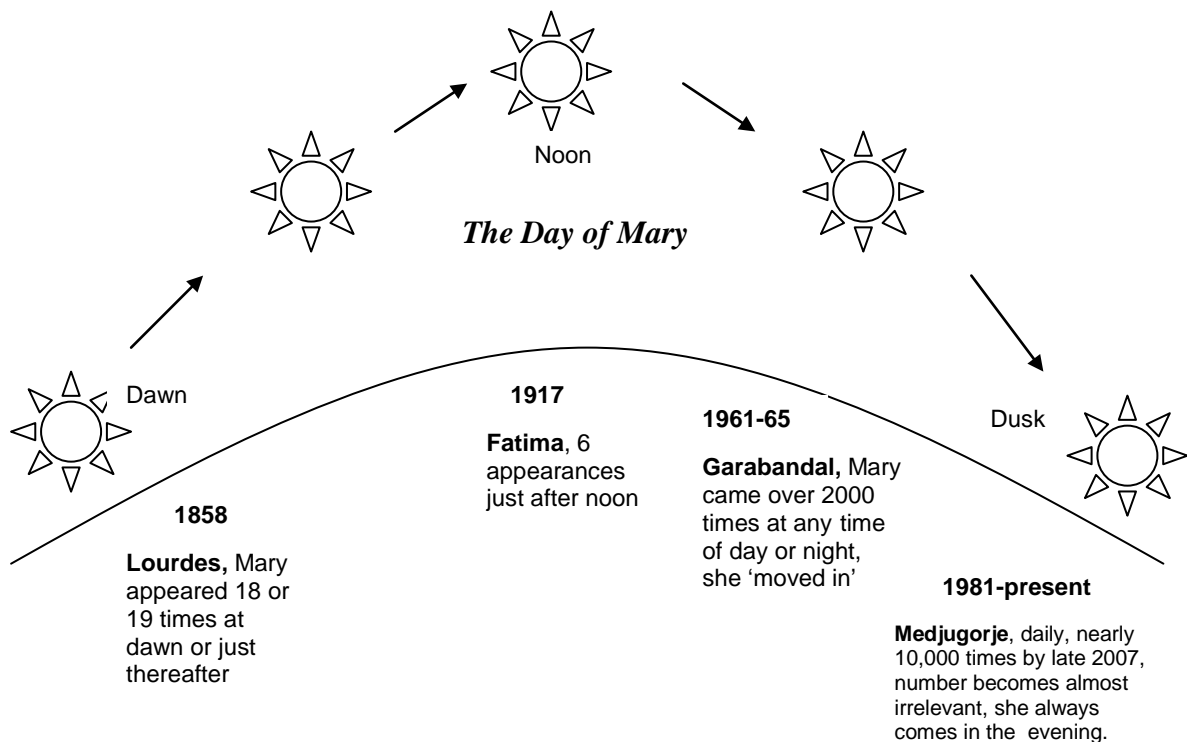 Noon
The Day of Mary
Dawn
Dusk
1858
Lourdes, Mary
appeared 18 or
19 times at
dawn or just
thereafter
1917
Fatima, 6
appearances
just after noon
1961-65
Garabandal, Mary
came over 2000
times at any time
of day or night,
she ‘moved in’
1981-present
Medjugorje, daily, nearly
10,000 times by late 2007,
number becomes almost
irrelevant, she always
comes in the evening.